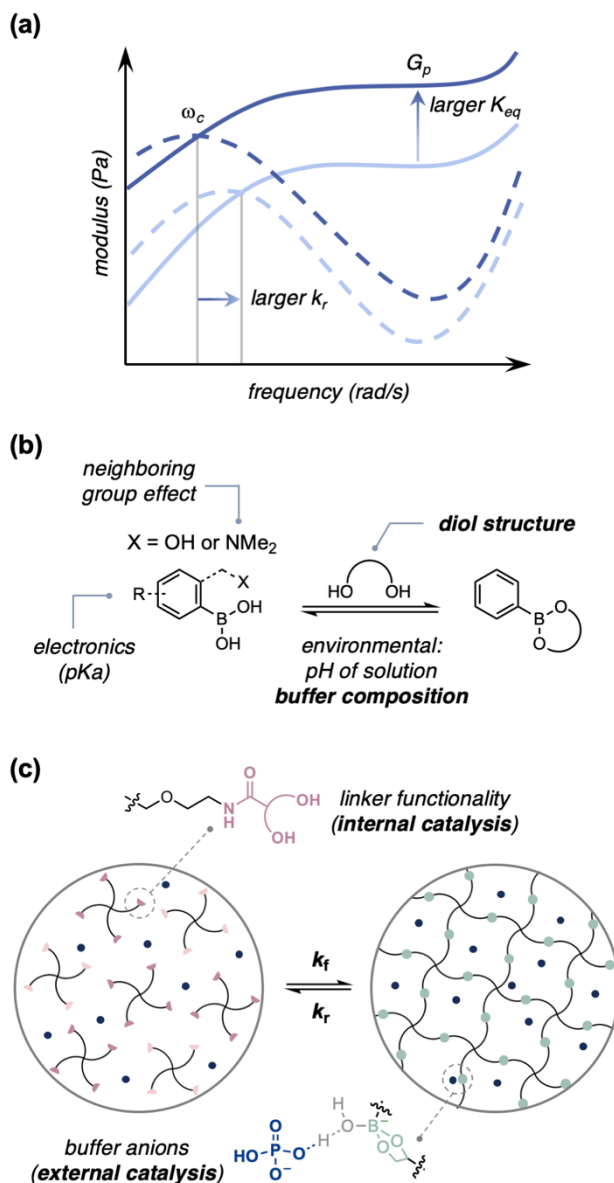 (a)
G_p
ω_c
larger K_eq
larger k_r
modulus (Pa)
frequency (rad/s)
(b)
neighboring
group effect
X = OH or NMe2
diol structure
X
R
HO OH
OH
B
OH
B
O
O
electronics
(pKa)
environmental:
pH of solution
buffer composition
(c)
O
OH
O
N
H
OH
linker functionality
(internal catalysis)
k_f
k_r
buffer anions
(external catalysis)
O
HO P O⁻
O⁻
H
H
O
B⁻
O
O